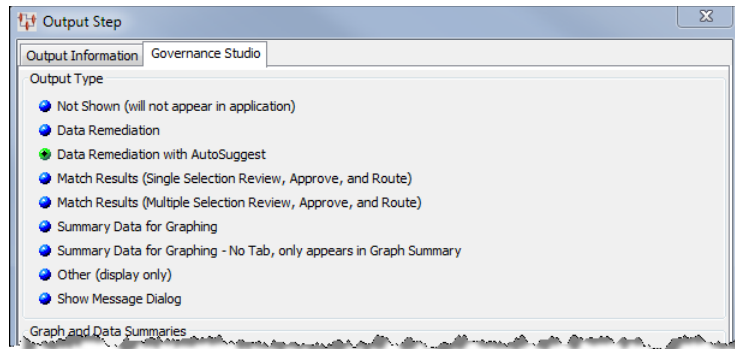 Output Step
Output Information Governance Studio
Output Type
Not Shown (will not appear in application)
Data Remediation
Data Remediation with AutoSuggest
Match Results (Single Selection Review, Approve, and Route)
Match Results (Multiple Selection Review, Approve, and Route)
Summary Data for Graphing
Summary Data for Graphing - No Tab, only appears in Graph Summary
Other (display only)
Show Message Dialog
Graph and Data Summaries